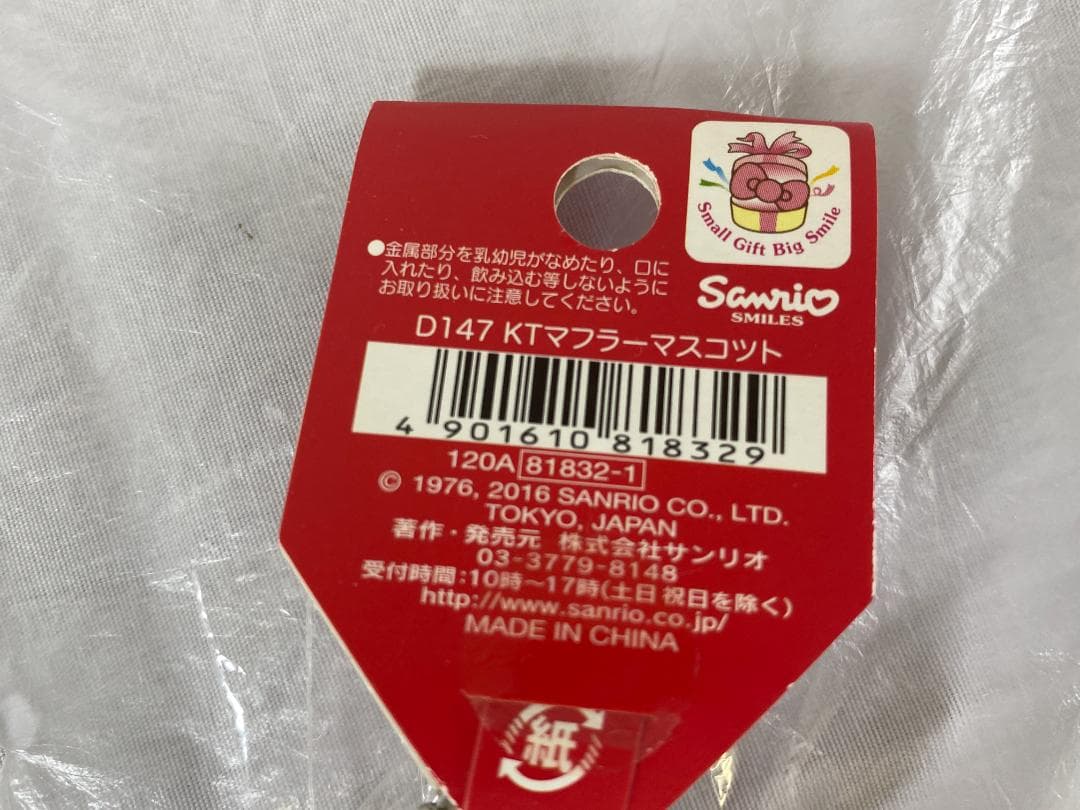 Small Gift Big Smile
●金属部分を乳幼児がなめたり、口に
入れたり、飲み込む等しないように
お取り扱いに注意してください。
Sanrio
SMILES
D147 KTマフラーマスコツト
4 901610 818329
120A 81832-1
© 1976, 2016 SANRIO CO., LTD.
TOKYO, JAPAN
著作・発売元 株式会社サンリオ
03-3779-8148
受付時間:10時～17時(土日祝日を除く)
http://www.sanrio.co.jp/
MADE IN CHINA
紙